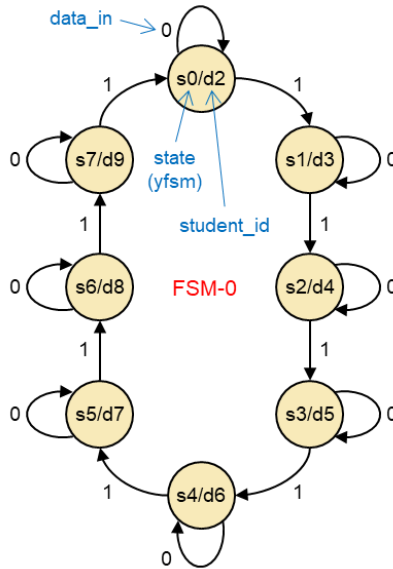 data_in
0
s0/d2
1
1
s7/d9
0
state
(yfsm)
s1/d3
0
student_id
1
1
s6/d8
0
FSM-0
s2/d4
0
1
1
s5/d7
0
s3/d5
0
1
s4/d6
1
0